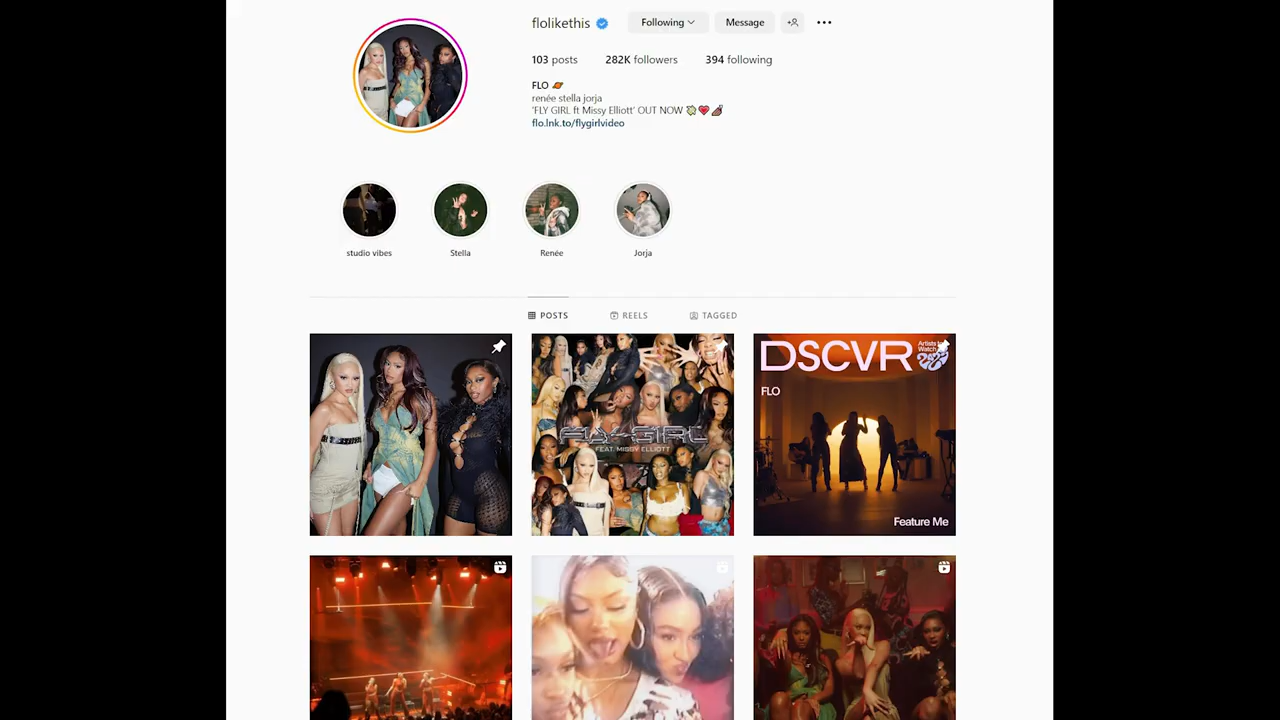 flolikethis Following Message
103 posts 282K followers 394 following
FLO 🪐
renée stella jorja
'FLY GIRL ft Missy Elliott' OUT NOW
flo.lnk.to/flygirlvideo
studio vibes Stella Renée Jorja
POSTS REELS TAGGED
FLY GIRL
FEAT. MISSY ELLIOTT
DSCVR Artists to Watch
FLO
Feature Me